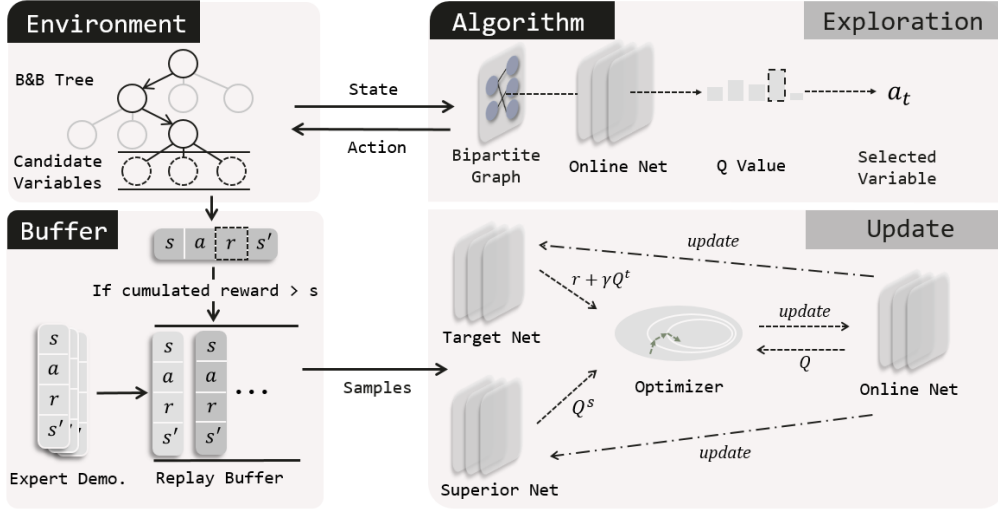 Environment
B&B Tree
Candidate
Variables
State
Action
Algorithm
Exploration
Bipartite
Graph
Online Net
Q Value
a_t
Selected
Variable
Buffer
s a r s′
If cumulated reward > s
s
a
r
s′
s
a
r
s′
s
a
r
s′
...
Expert Demo.
Replay Buffer
Samples
Update
Target Net
update
r + γQ^t
update
Q
Optimizer
Online Net
Q^s
update
Superior Net